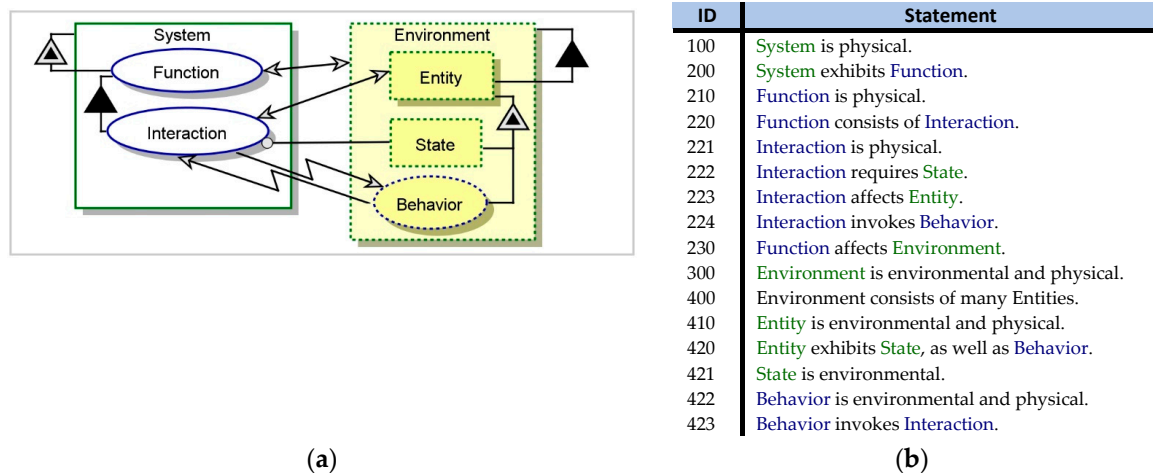 System
Function
Interaction
Environment
Entity
State
Behavior
(a)
ID Statement
100 System is physical.
200 System exhibits Function.
210 Function is physical.
220 Function consists of Interaction.
221 Interaction is physical.
222 Interaction requires State.
223 Interaction affects Entity.
224 Interaction invokes Behavior.
230 Function affects Environment.
300 Environment is environmental and physical.
400 Environment consists of many Entities.
410 Entity is environmental and physical.
420 Entity exhibits State, as well as Behavior.
421 State is environmental.
422 Behavior is environmental and physical.
423 Behavior invokes Interaction.
(b)